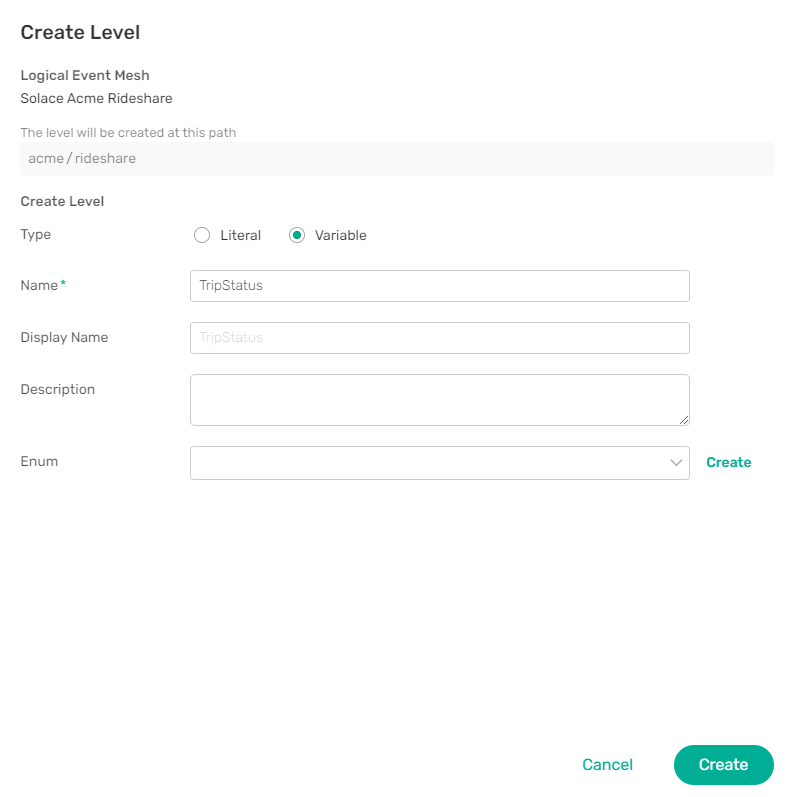 Create Level
Logical Event Mesh
Solace Acme Rideshare
The level will be created at this path
acme / rideshare
Create Level
Type Literal Variable
Name* TripStatus
Display Name TripStatus
Description
Enum Create
Cancel Create